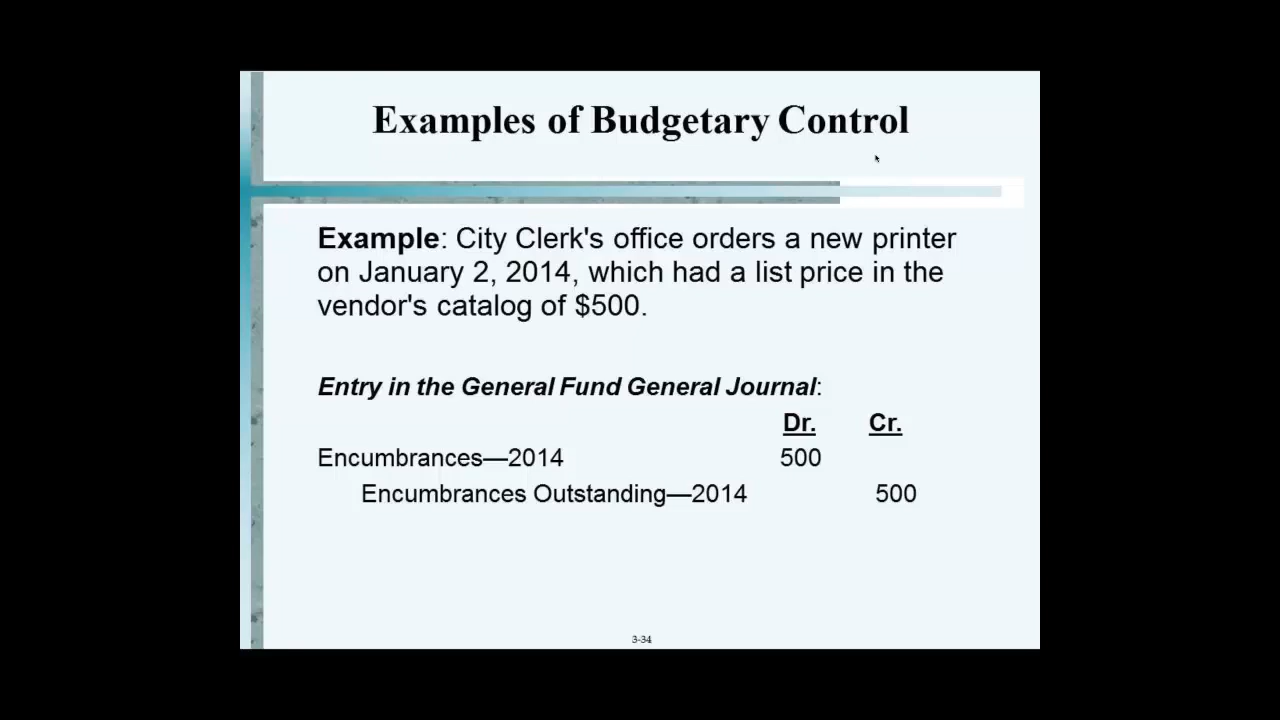 Examples of Budgetary Control
Example: City Clerk's office orders a new printer
on January 2, 2014, which had a list price in the
vendor's catalog of $500.
Entry in the General Fund General Journal:
Dr. Cr.
Encumbrances—2014 500
Encumbrances Outstanding—2014 500
3-34